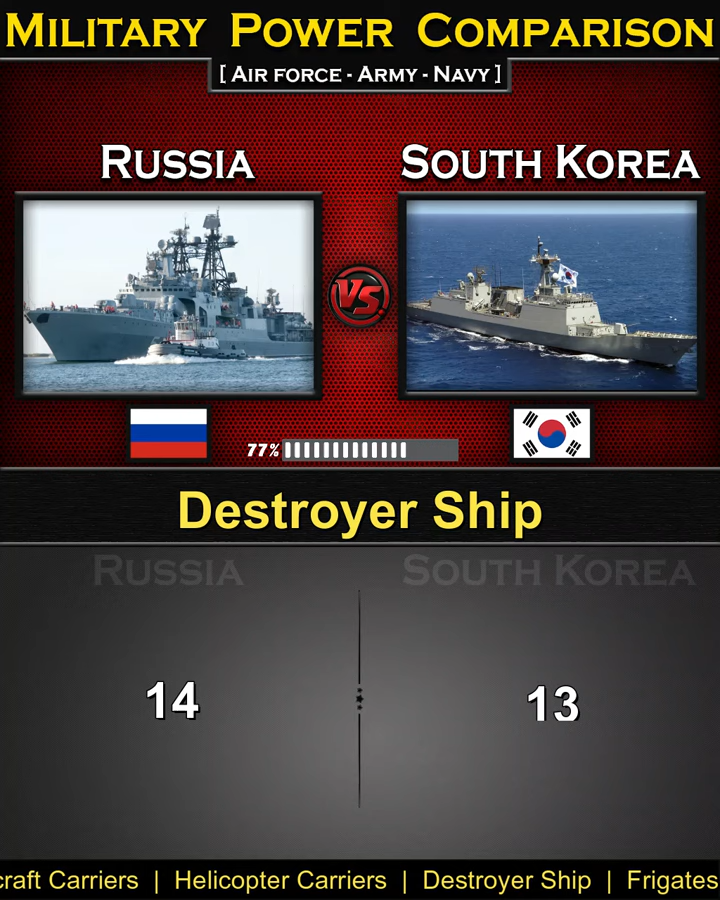 MILITARY POWER COMPARISON
[ AIR FORCE - ARMY - NAVY ]
RUSSIA
SOUTH KOREA
VS.
77%
Destroyer Ship
RUSSIA
SOUTH KOREA
14
13
craft Carriers | Helicopter Carriers | Destroyer Ship | Frigates